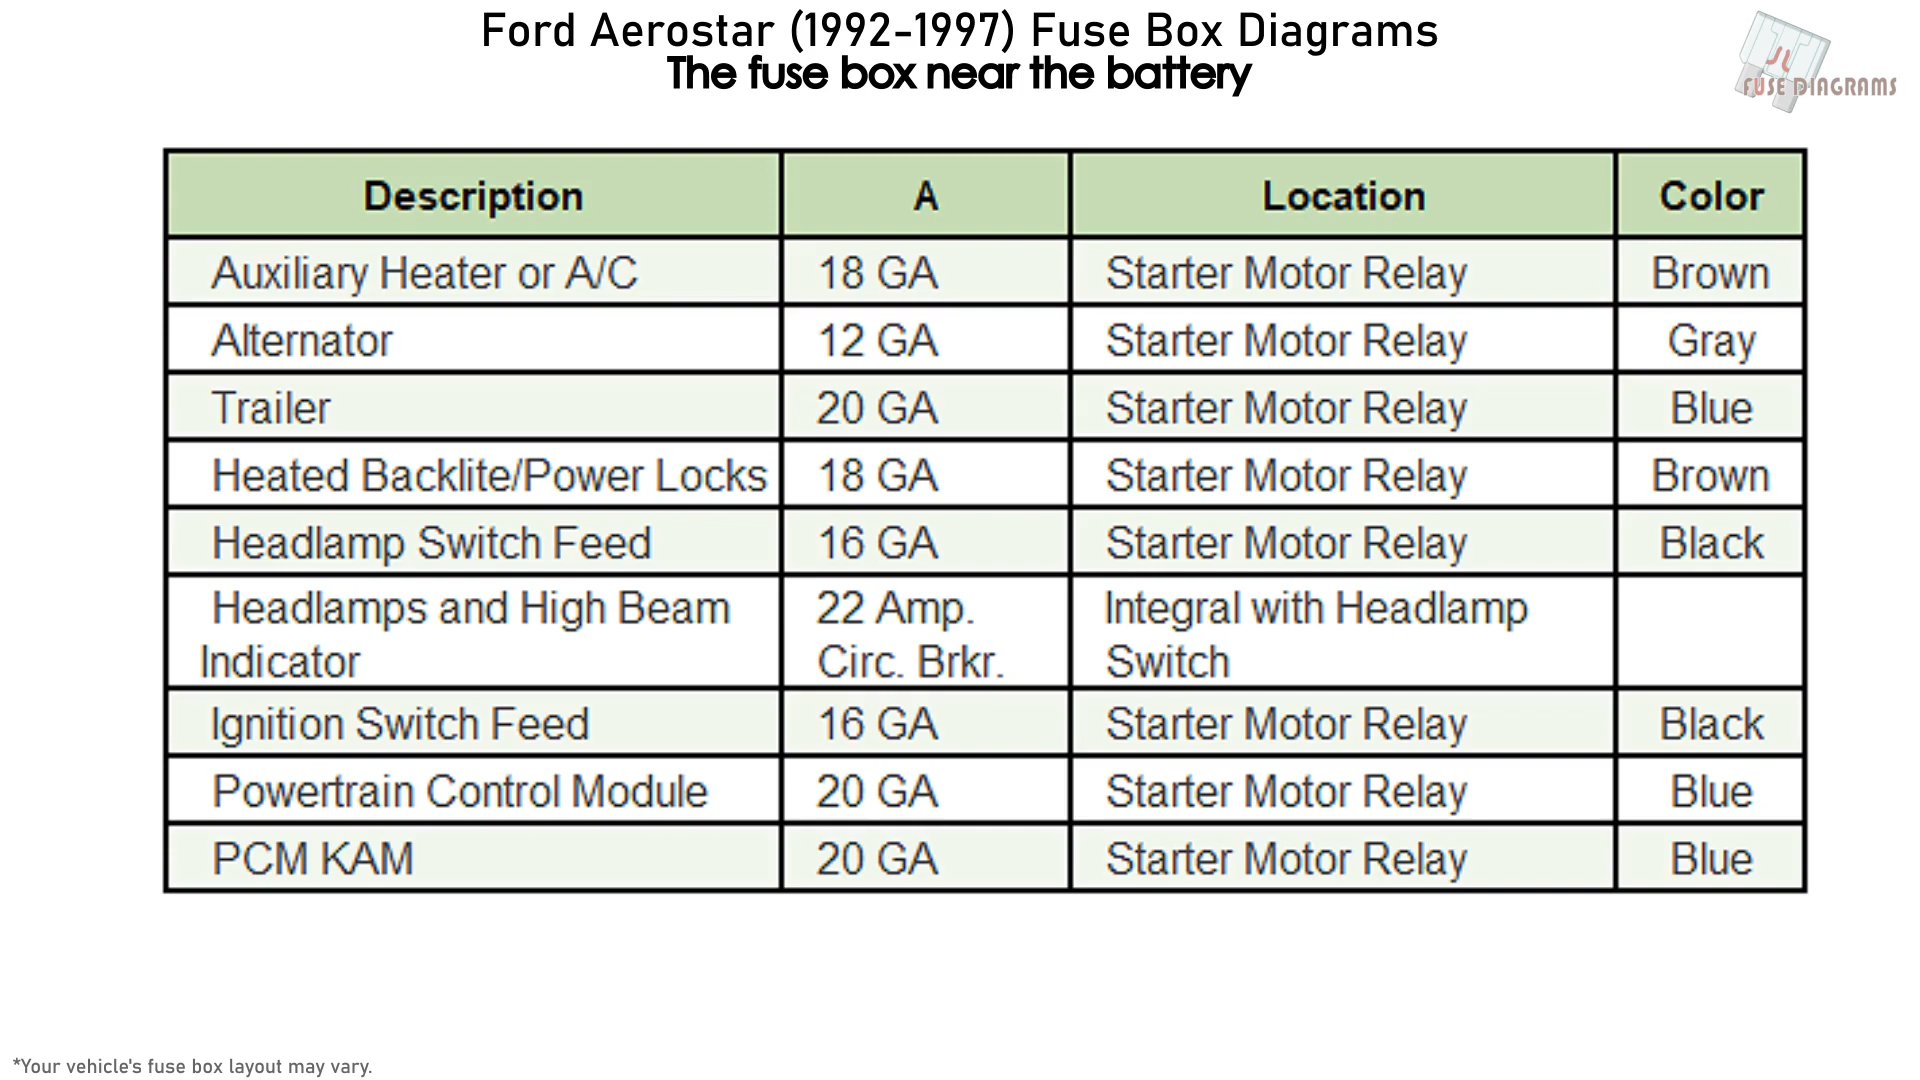 Ford Aerostar (1992-1997) Fuse Box Diagrams
The fuse box near the battery
FUSE DIAGRAMS
Description A Location Color
Auxiliary Heater or A/C 18 GA Starter Motor Relay Brown
Alternator 12 GA Starter Motor Relay Gray
Trailer 20 GA Starter Motor Relay Blue
Heated Backlite/Power Locks 18 GA Starter Motor Relay Brown
Headlamp Switch Feed 16 GA Starter Motor Relay Black
Headlamps and High Beam 22 Amp. Integral with Headlamp
Indicator Circ. Brkr. Switch
Ignition Switch Feed 16 GA Starter Motor Relay Black
Powertrain Control Module 20 GA Starter Motor Relay Blue
PCM KAM 20 GA Starter Motor Relay Blue
*Your vehicle's fuse box layout may vary.